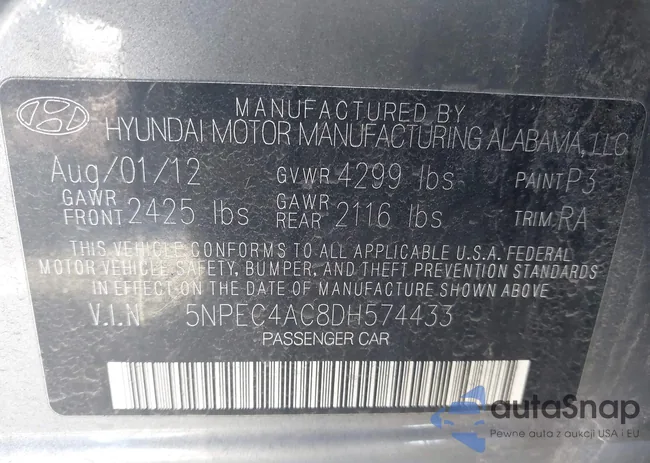 MANUFACTURED BY
HYUNDAI MOTOR MANUFACTURING ALABAMA, LLC
Aug/01/12 GVWR 4299 lbs PAINT P3
GAWR FRONT 2425 lbs GAWR REAR 2116 lbs TRIM RA
THIS VEHICLE CONFORMS TO ALL APPLICABLE U.S.A. FEDERAL
MOTOR VEHICLE SAFETY, BUMPER, AND THEFT PREVENTION STANDARDS
IN EFFECT ON THE DATE OF MANUFACTURE SHOWN ABOVE.
V.I.N 5NPEC4AC8DH574433
PASSENGER CAR
autaSnap
Pewne auta z aukcji USA i EU